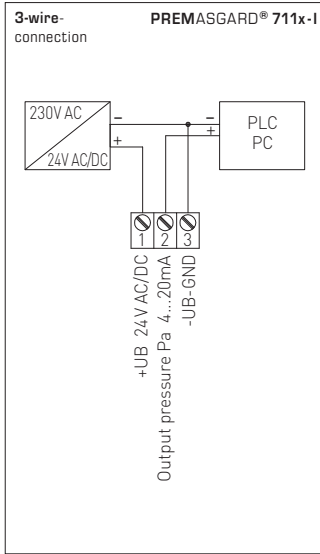 3-wire-
connection
PREMASGARD® 711x-I
230V AC
24V AC/DC
–
+
–
+
PLC
PC
1 2 3
+UB 24V AC/DC
Output pressure Pa 4...20mA
-UB-GND